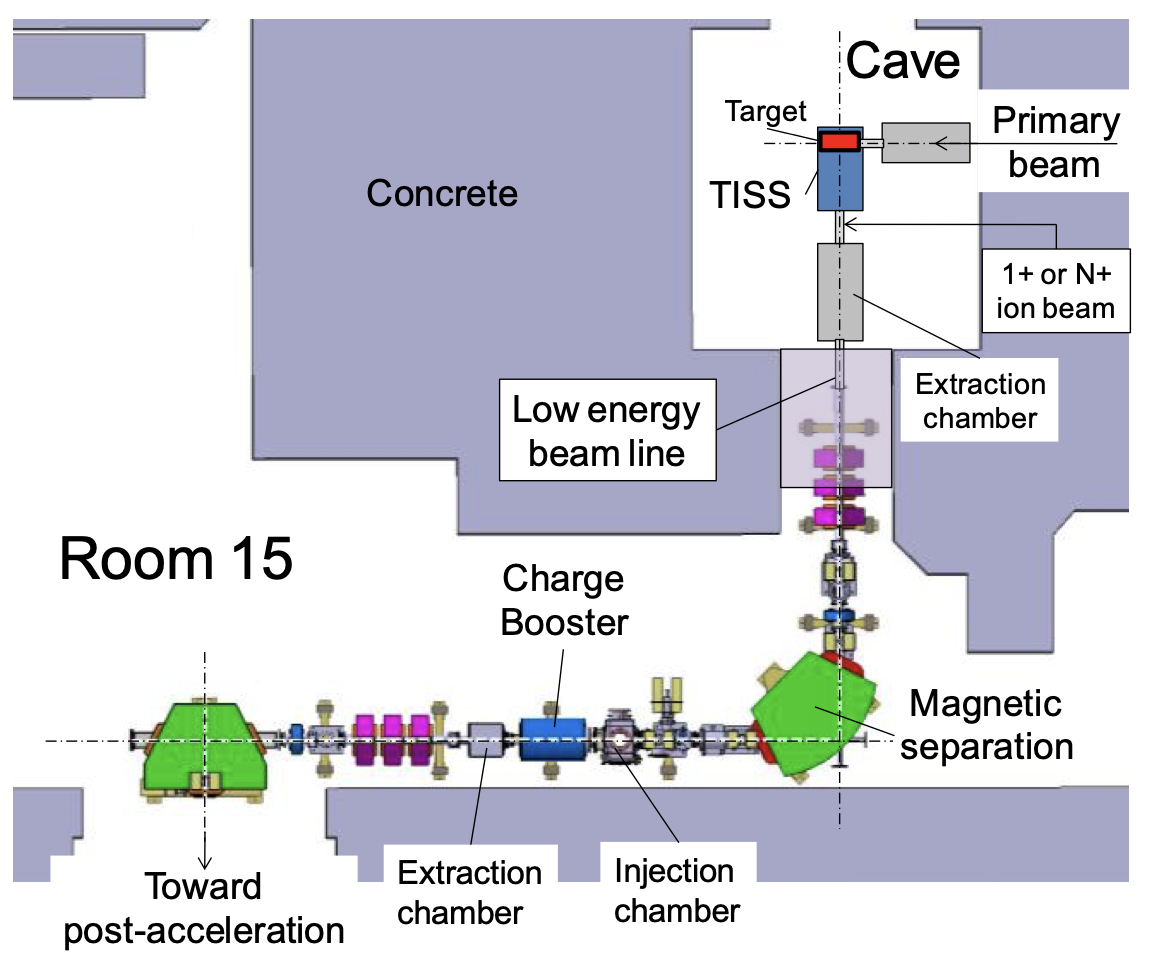 Cave
Target
Primary
beam
TISS
Concrete
1+ or N+
ion beam
Extraction
chamber
Low energy
beam line
Room 15
Charge
Booster
Magnetic
separation
Extraction
chamber
Injection
chamber
Toward
post-acceleration